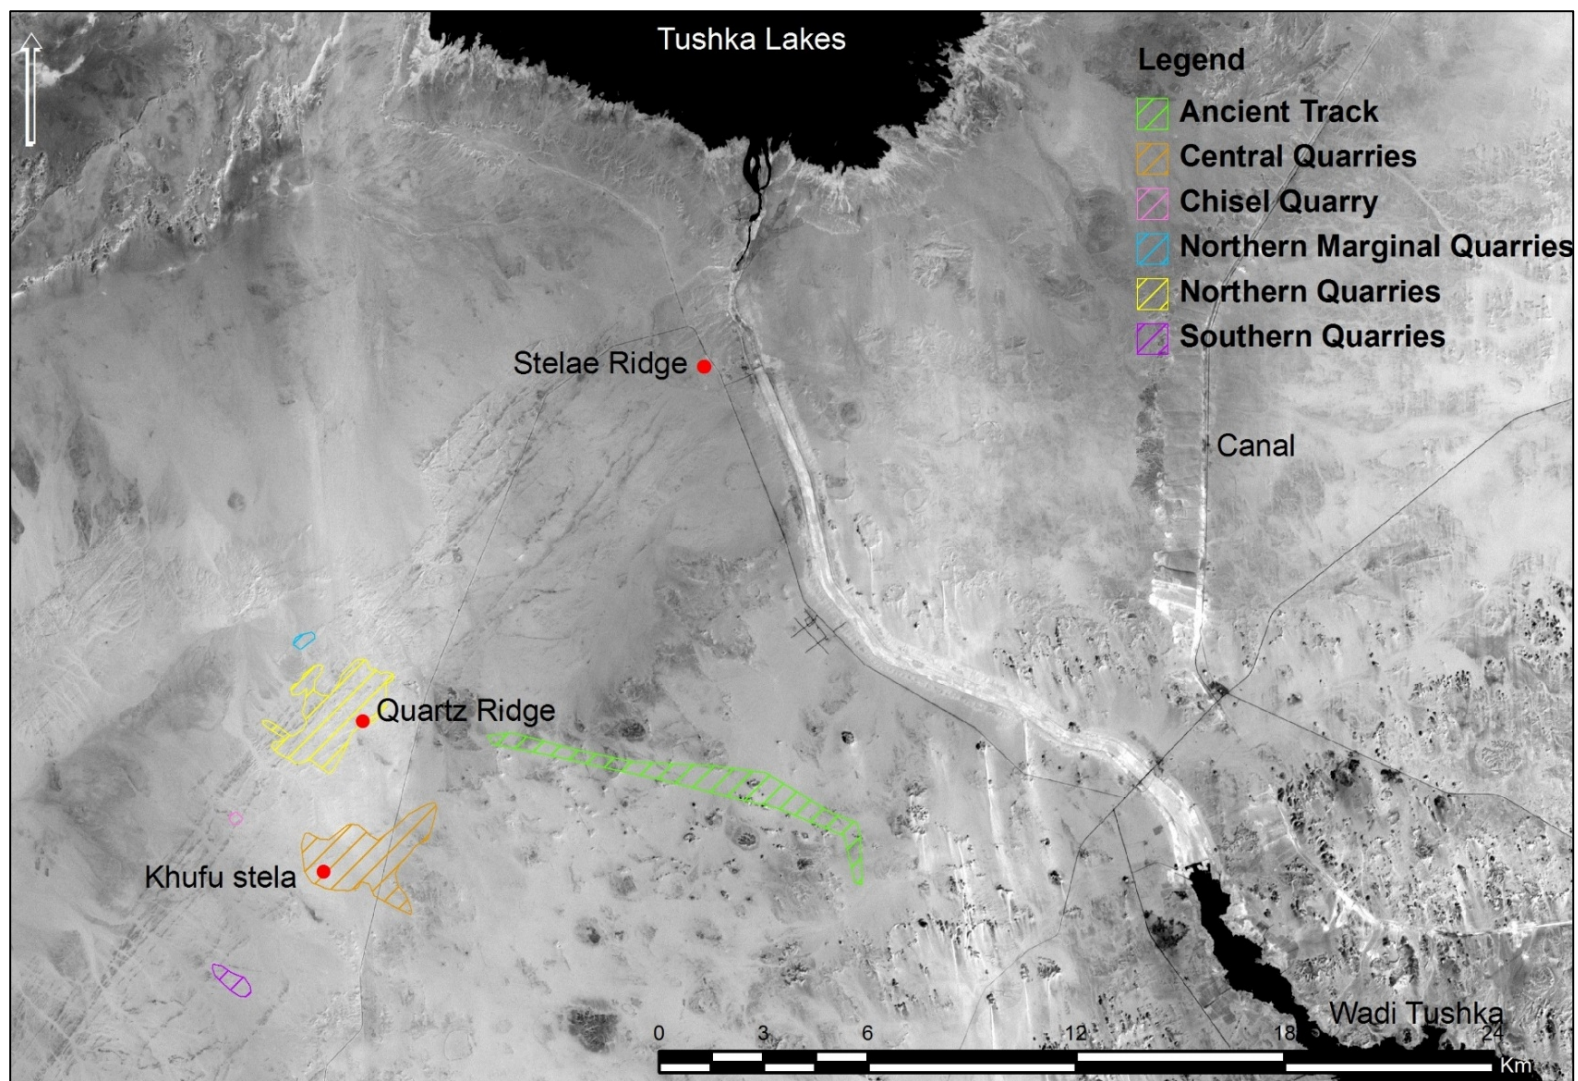 Tushka Lakes
Legend
Ancient Track
Central Quarries
Chisel Quarry
Northern Marginal Quarries
Northern Quarries
Southern Quarries
Stelae Ridge
Canal
Quartz Ridge
Khufu stela
Wadi Tushka
0 3 6 12 18 24
Km